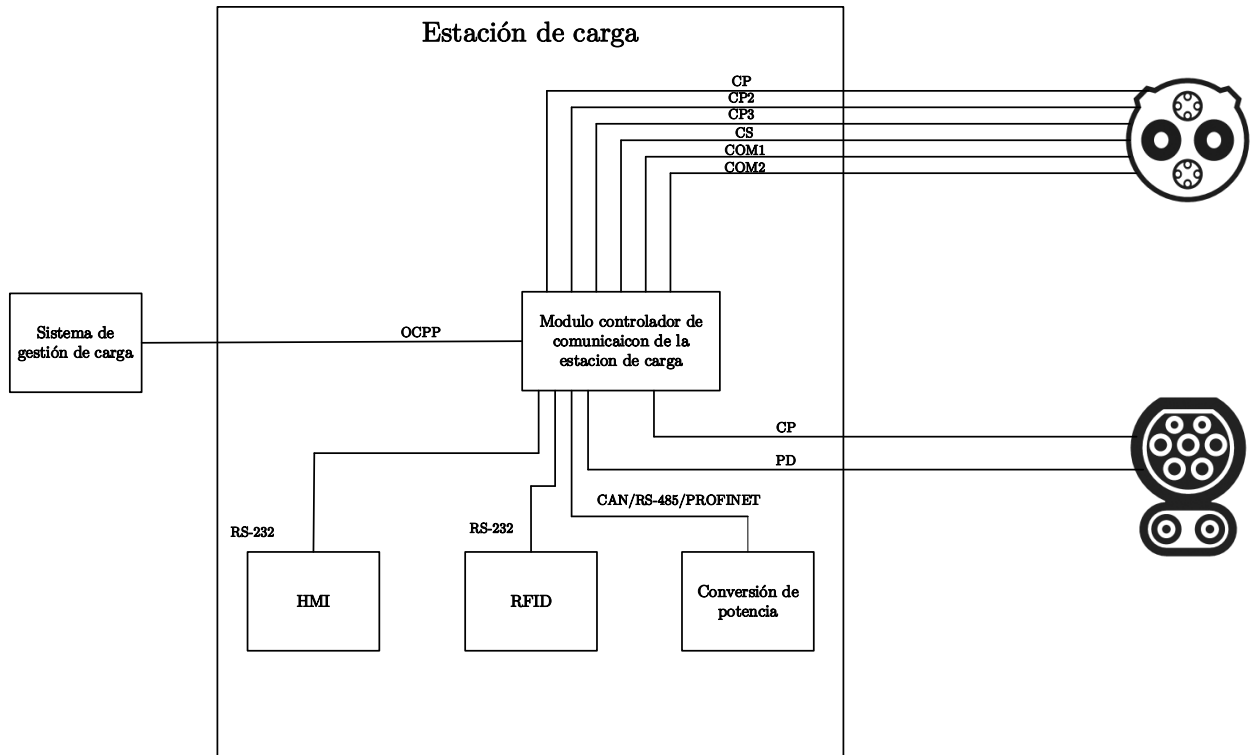 Estación de carga
CP
CP2
CP3
CS
COM1
COM2
Sistema de
gestión de carga
OCPP
Modulo controlador de
comunicaicon de la
estacion de carga
CP
PD
CAN/RS-485/PROFINET
RS-232
RS-232
HMI
RFID
Conversión de
potencia